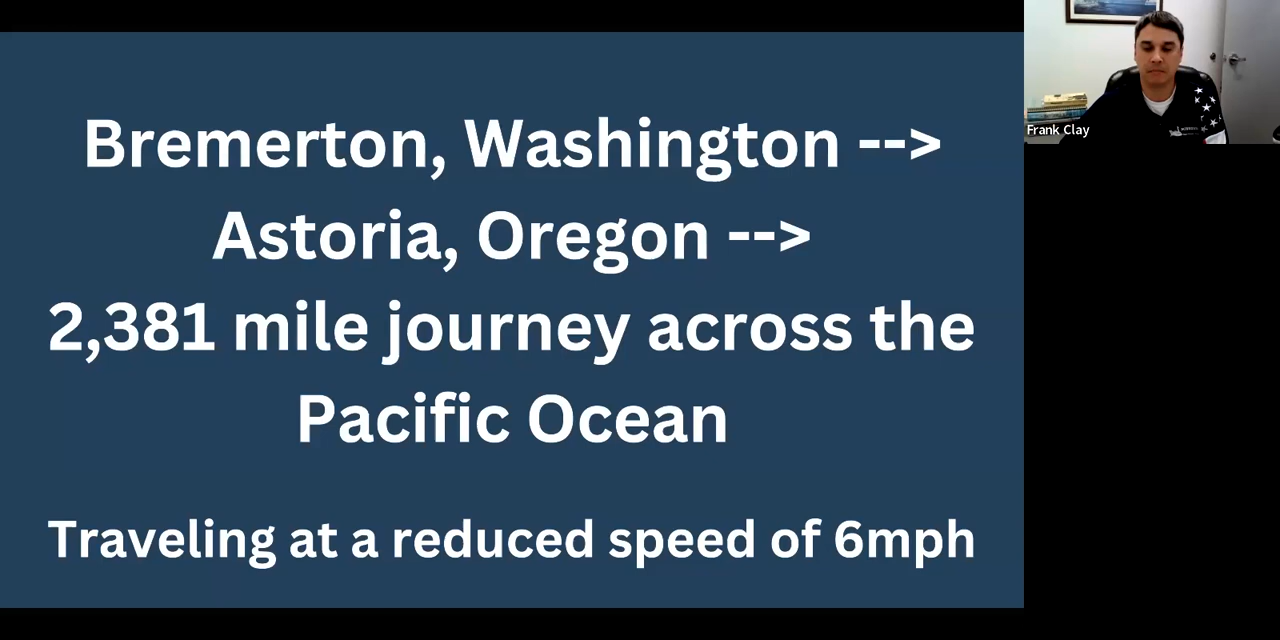 Bremerton, Washington -->
Astoria, Oregon -->
2,381 mile journey across the
Pacific Ocean
Traveling at a reduced speed of 6mph
Frank Clay